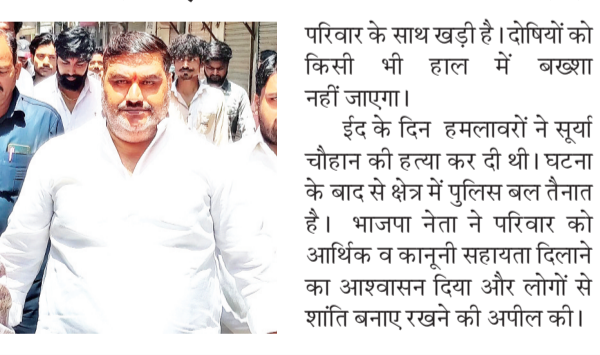 परिवार के साथ खड़ी है। दोषियों को
किसी भी हाल में बख्शा
नहीं जाएगा।
ईद के दिन हमलावरों ने सूर्या
चौहान की हत्या कर दी थी। घटना
के बाद से क्षेत्र में पुलिस बल तैनात
है। भाजपा नेता ने परिवार को
आर्थिक व कानूनी सहायता दिलाने
का आश्वासन दिया और लोगों से
शांति बनाए रखने की अपील की।